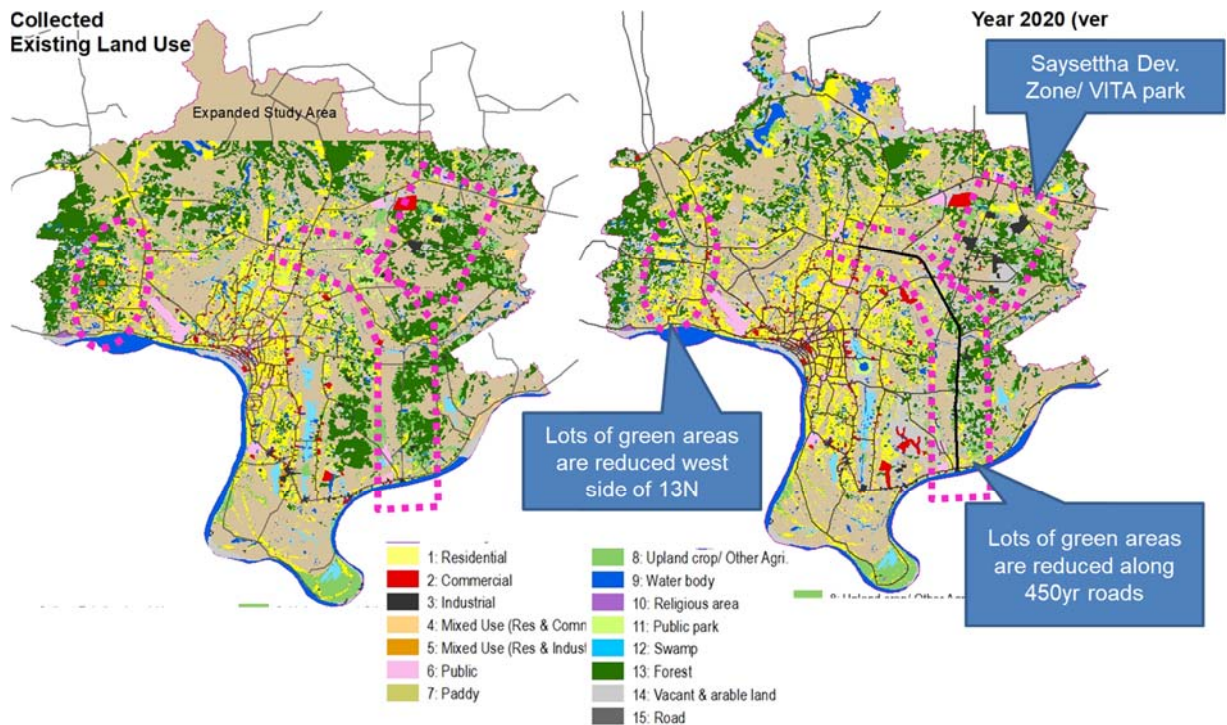 Collected
Existing Land Use
Expanded Study Area
Year 2020 (ver
Saysettha Dev.
Zone/ VITA park
Lots of green areas
are reduced west
side of 13N
Lots of green areas
are reduced along
450yr roads
1: Residential
2: Commercial
3: Industrial
4: Mixed Use (Res & Comn
5: Mixed Use (Res & Indust
6: Public
7: Paddy
8: Upland crop/ Other Agri.
9: Water body
10: Religious area
11: Public park
12: Swamp
13: Forest
14: Vacant & arable land
15: Road